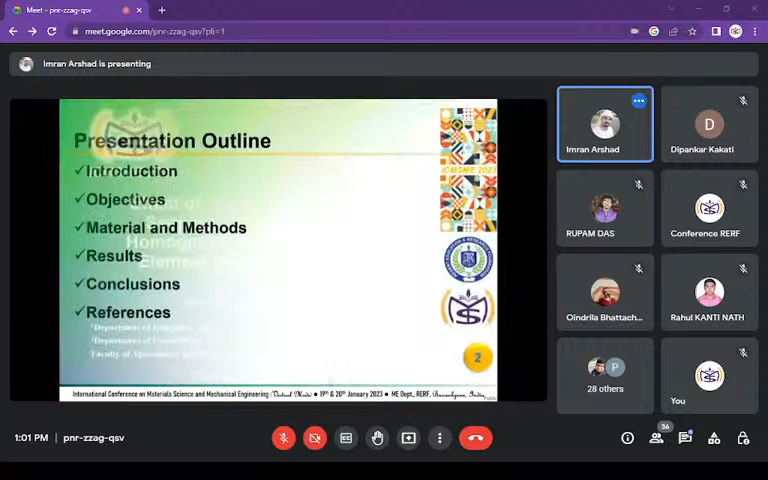 Meet - pnr-zzag-qsv
meet.google.com/pnr-zzag-qsv?pli=1
Imran Arshad is presenting
Presentation Outline
✓Introduction
✓Objectives
✓Material and Methods
✓Results
✓Conclusions
✓References
ICMSME 2023
2
International Conference on Materials Science and Mechanical Engineering (Virtual Mode) • 19th & 20th January 2023 • ME Dept., RERF, Barrackpore, India
Imran Arshad
D
Dipankar Kakati
RUPAM DAS
Conference RERF
Oindrila Bhattach...
Rahul KANTI NATH
P
28 others
You
1:01 PM | pnr-zzag-qsv
36